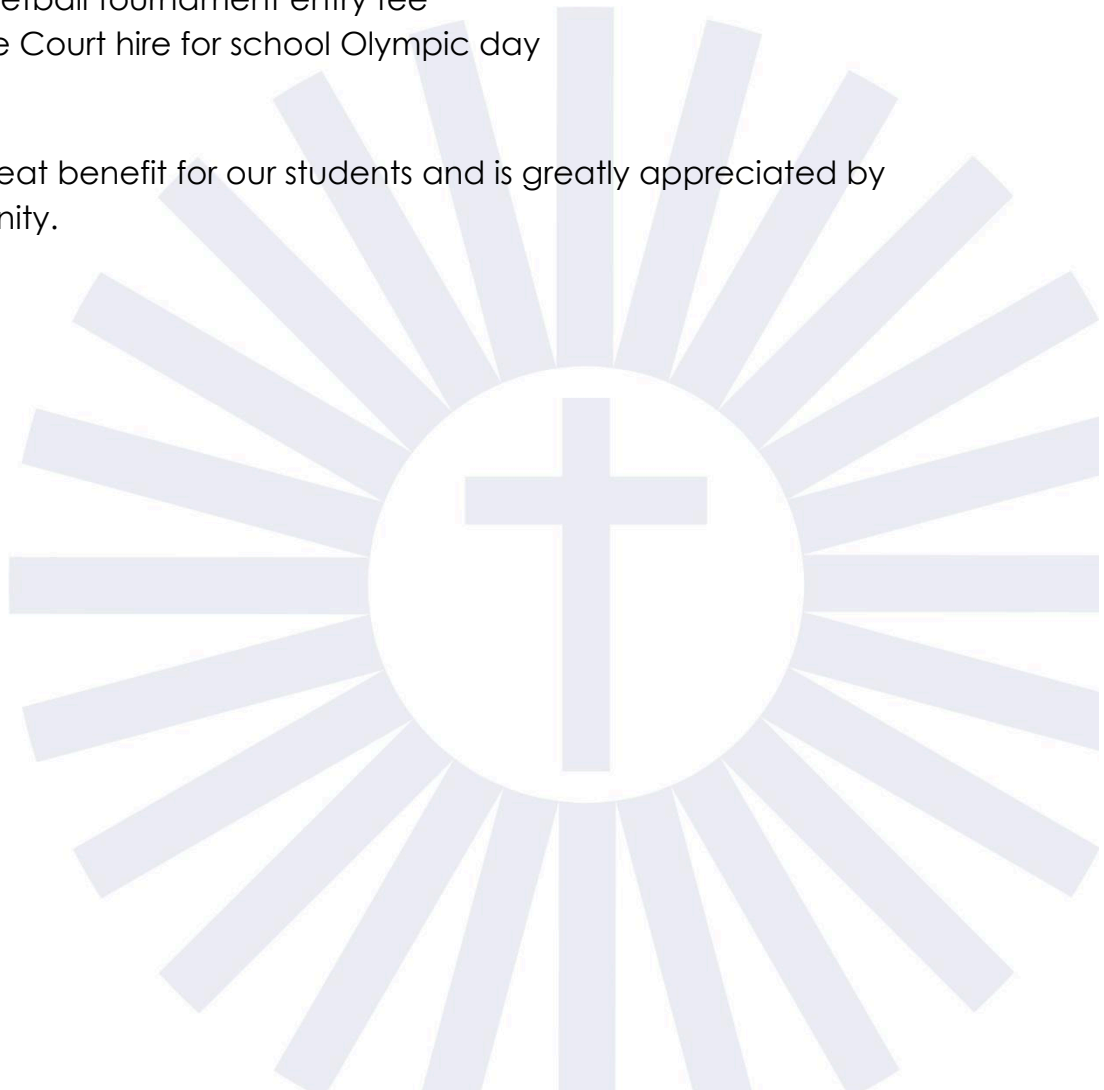 etball tournament entry fee
e Court hire for school Olympic day
eat benefit for our students and is greatly appreciated by
nity.